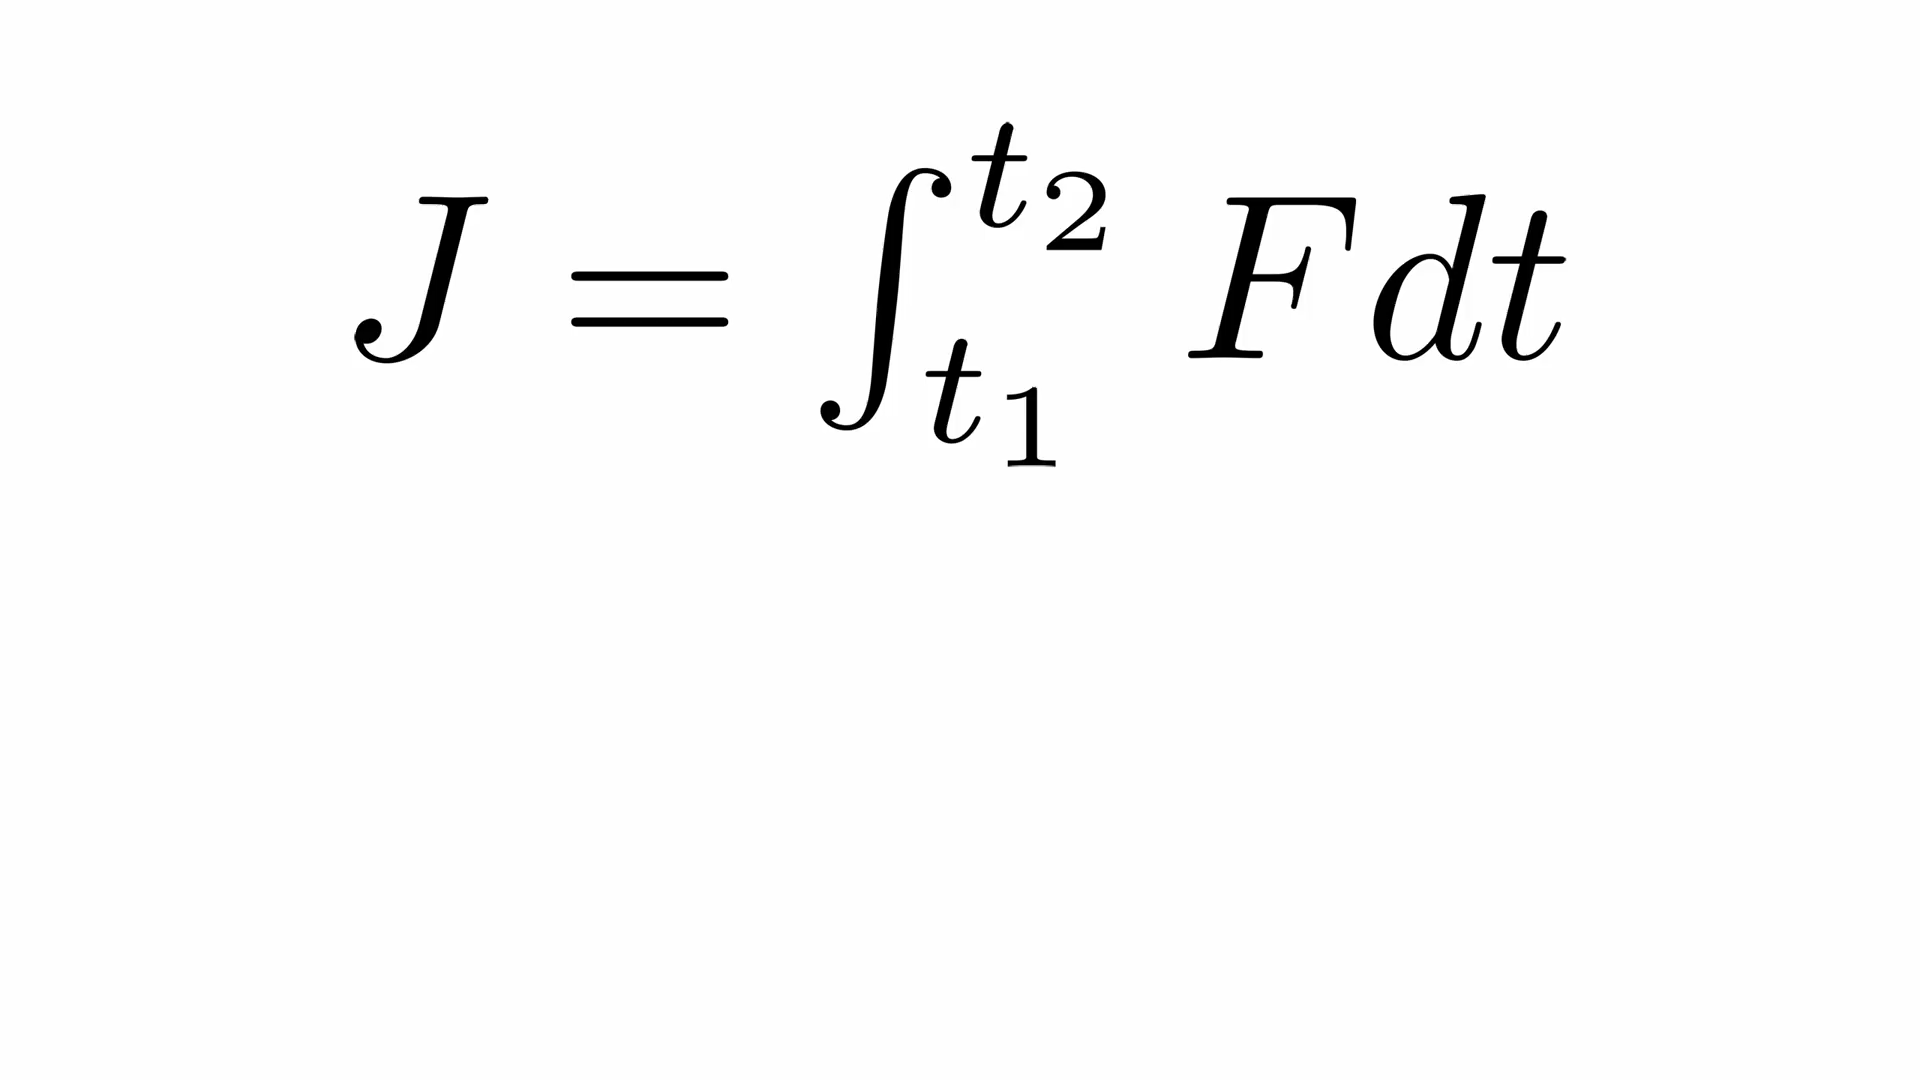 J = ∫_{t_1}^{t_2} F dt